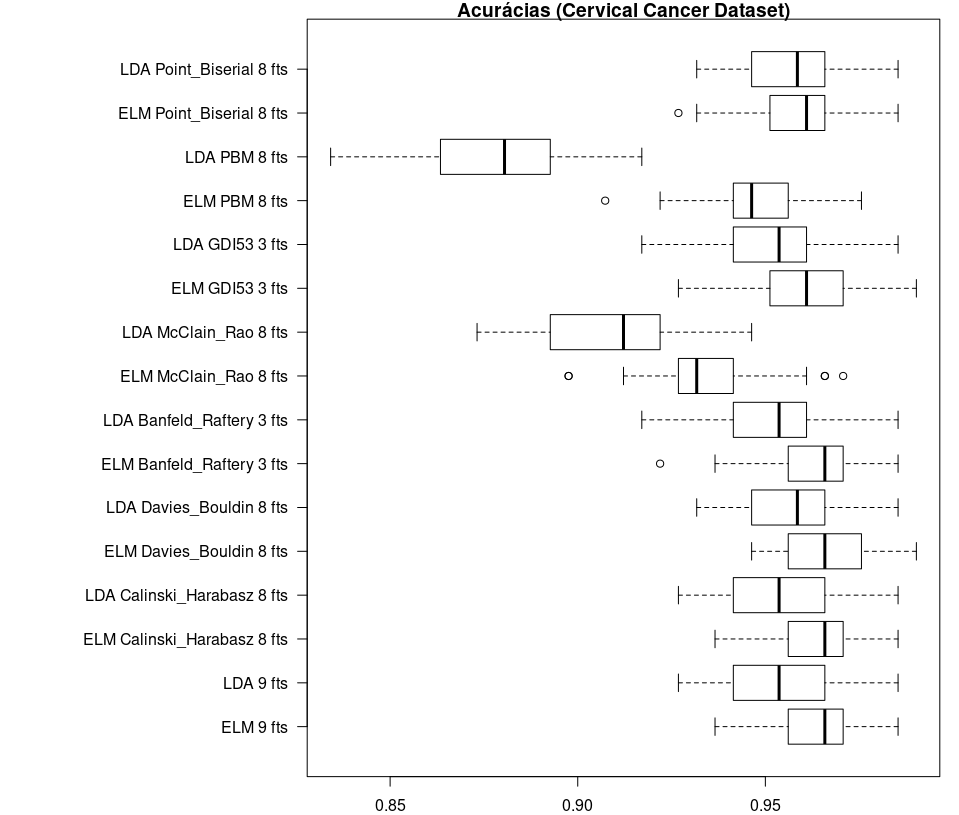 Acurácias (Cervical Cancer Dataset)
LDA Point_Biserial 8 fts
ELM Point_Biserial 8 fts
LDA PBM 8 fts
ELM PBM 8 fts
LDA GDI53 3 fts
ELM GDI53 3 fts
LDA McClain_Rao 8 fts
ELM McClain_Rao 8 fts
LDA Banfeld_Raftery 3 fts
ELM Banfeld_Raftery 3 fts
LDA Davies_Bouldin 8 fts
ELM Davies_Bouldin 8 fts
LDA Calinski_Harabasz 8 fts
ELM Calinski_Harabasz 8 fts
LDA 9 fts
ELM 9 fts
0.85 0.90 0.95